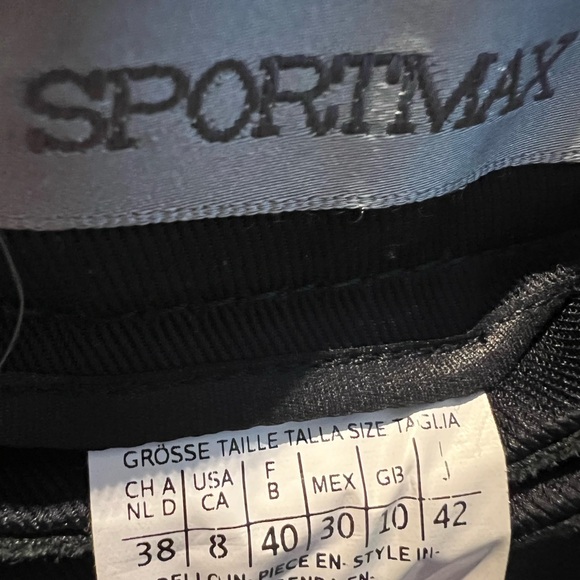 SPORTMAX
GRÖSSE TAILLE TALLA SIZE TAGLIA
CH A USA F MEX GB I
NL D CA B J
38 8 40 30 10 42
PIECE EN- STYLE IN-